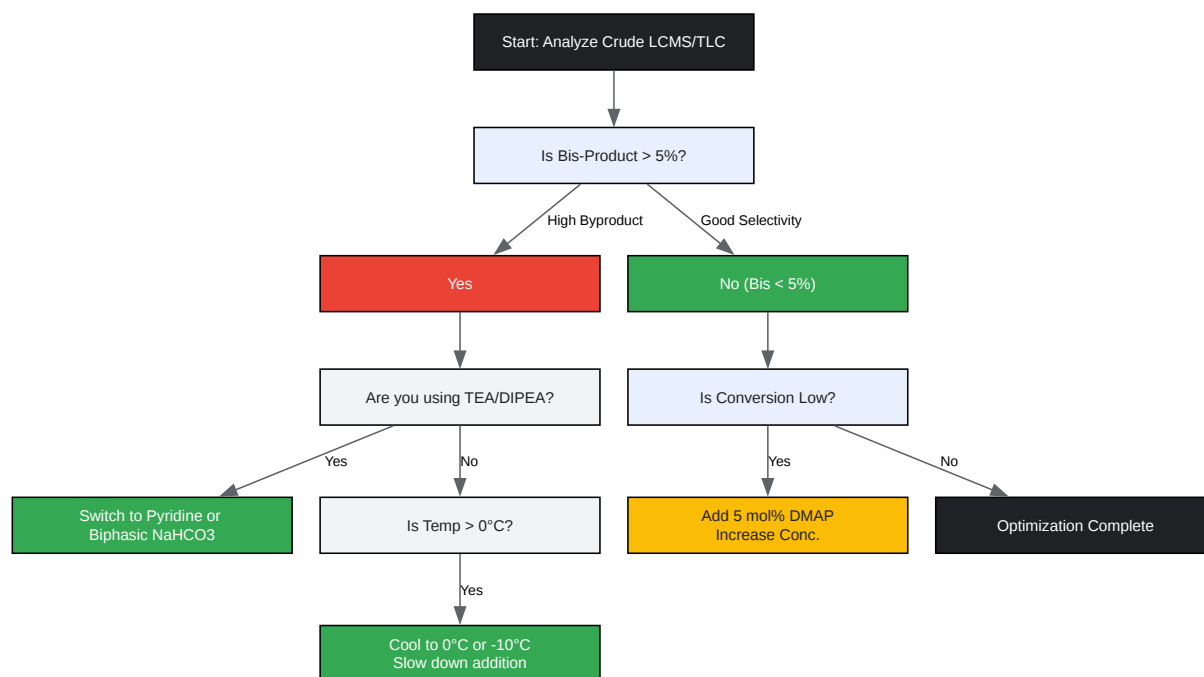 Start: Analyze Crude LCMS/TLC
Is Bis-Product > 5%?
High Byproduct
Good Selectivity
Yes
No (Bis < 5%)
Are you using TEA/DIPEA?
Is Conversion Low?
Yes
No
Yes
No
Switch to Pyridine or
Biphasic NaHCO3
Is Temp > 0°C?
Add 5 mol% DMAP
Increase Conc.
Optimization Complete
Yes
Cool to 0°C or -10°C
Slow down addition